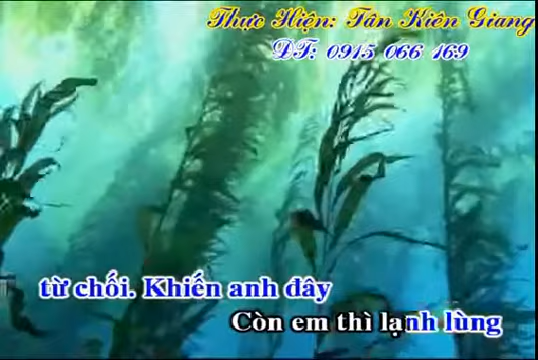 Thực Hiện: Tân Kiên Giang
ĐT: 0915 066 169
từ chối. Khiến anh đây
Còn em thì lạnh lùng